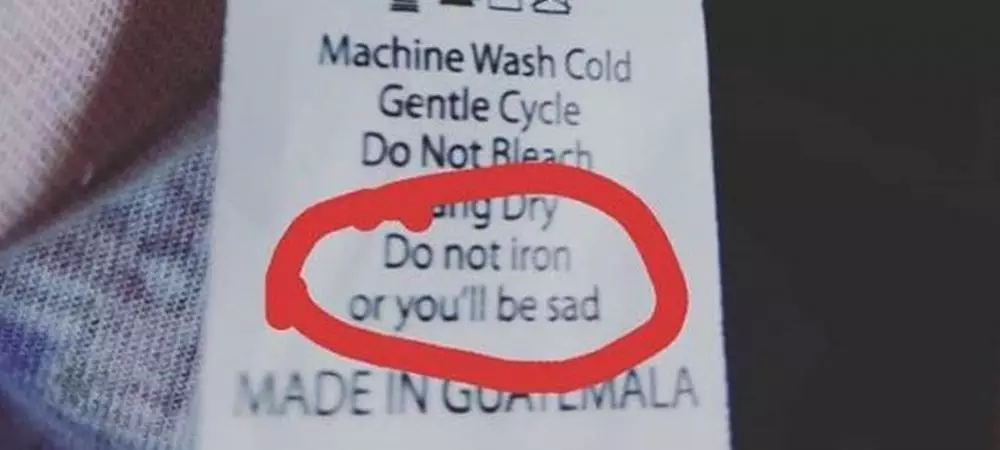 Machine Wash Cold
Gentle Cycle
Do Not Bleach
Hang Dry
Do not iron
or you'll be sad
MADE IN GUATEMALA